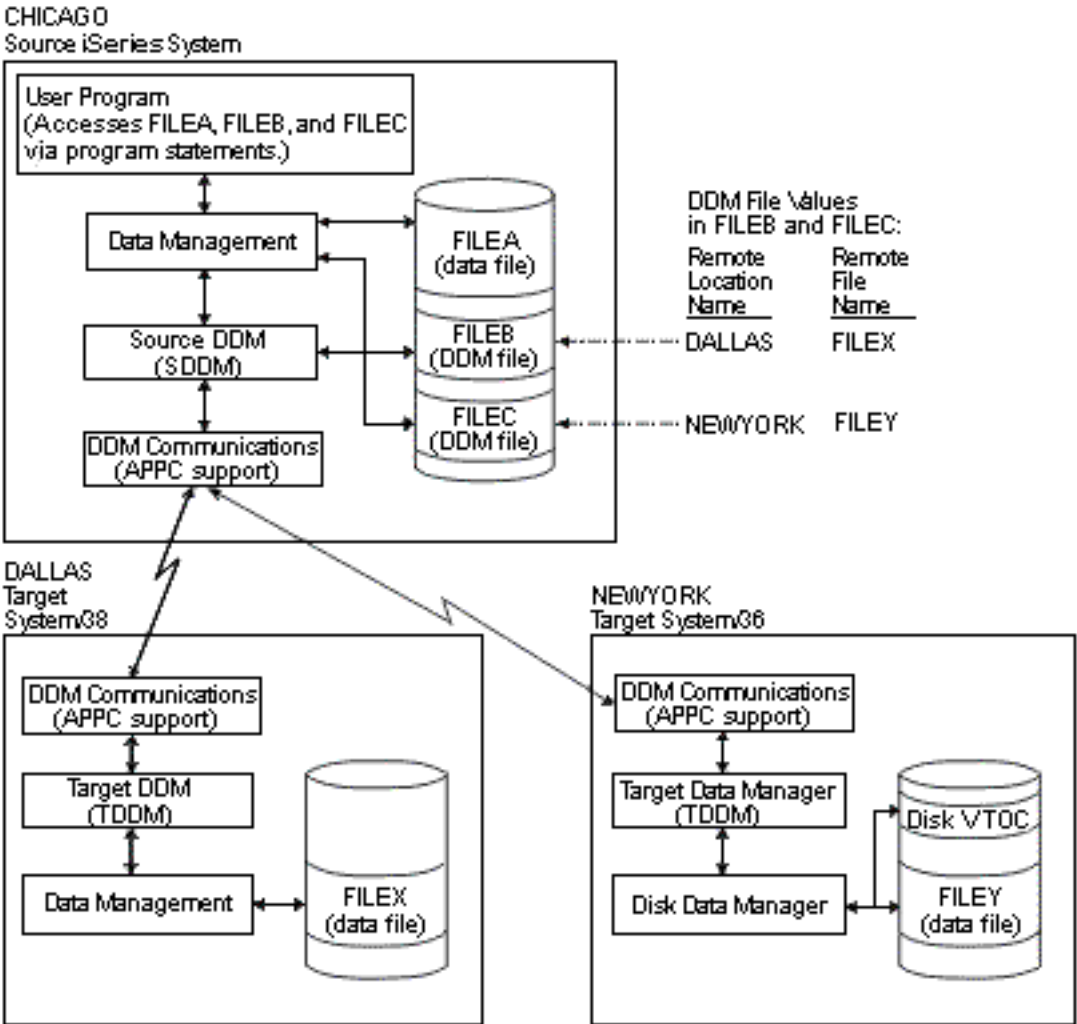 CHICAGO
Source iSeries System
User Program
(Accesses FILEA, FILEB, and FILEC
via program statements.)
Data Management
Source DDM
(SDDM)
DDM Communications
(APPC support)
FILEA
(data file)
FILEB
(DDM file)
FILEC
(DDM file)
DDM File Values
in FILEB and FILEC:
Remote Remote
Location File
Name Name
DALLAS FILEX
NEWYORK FILEY
DALLAS
Target
System/38
DDM Communications
(APPC support)
Target DDM
(TDDM)
Data Management
FILEX
(data file)
NEWYORK
Target System/36
DDM Communications
(APPC support)
Target Data Manager
(TDDM)
Disk Data Manager
Disk VTOC
FILEY
(data file)